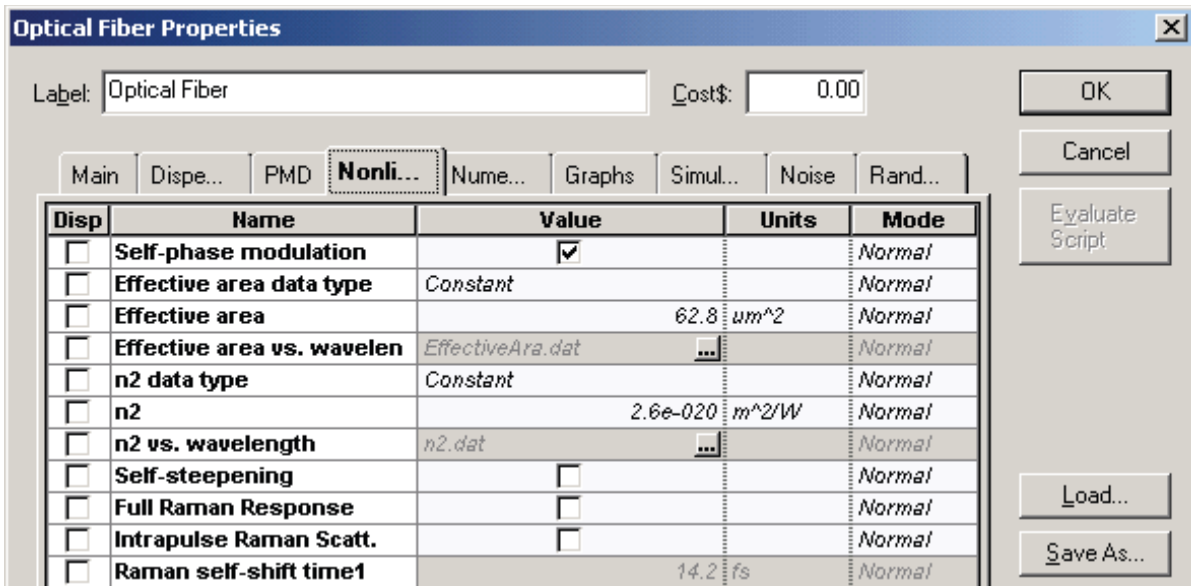 Optical Fiber Properties
Label: Optical Fiber Cost$: 0.00 OK
Cancel
Main Dispe... PMD Nonli... Nume... Graphs Simul... Noise Rand...
Evaluate Script
Disp Name Value Units Mode
Self-phase modulation Normal
Effective area data type Constant Normal
Effective area 62.8 um^2 Normal
Effective area vs. wavelen EffectiveAra.dat ... Normal
n2 data type Constant Normal
n2 2.6e-020 m^2/W Normal
n2 vs. wavelength n2.dat ... Normal
Self-steepening Normal
Full Raman Response Normal
Intrapulse Raman Scatt. Normal
Raman self-shift time1 14.2 fs Normal
Load...
Save As...